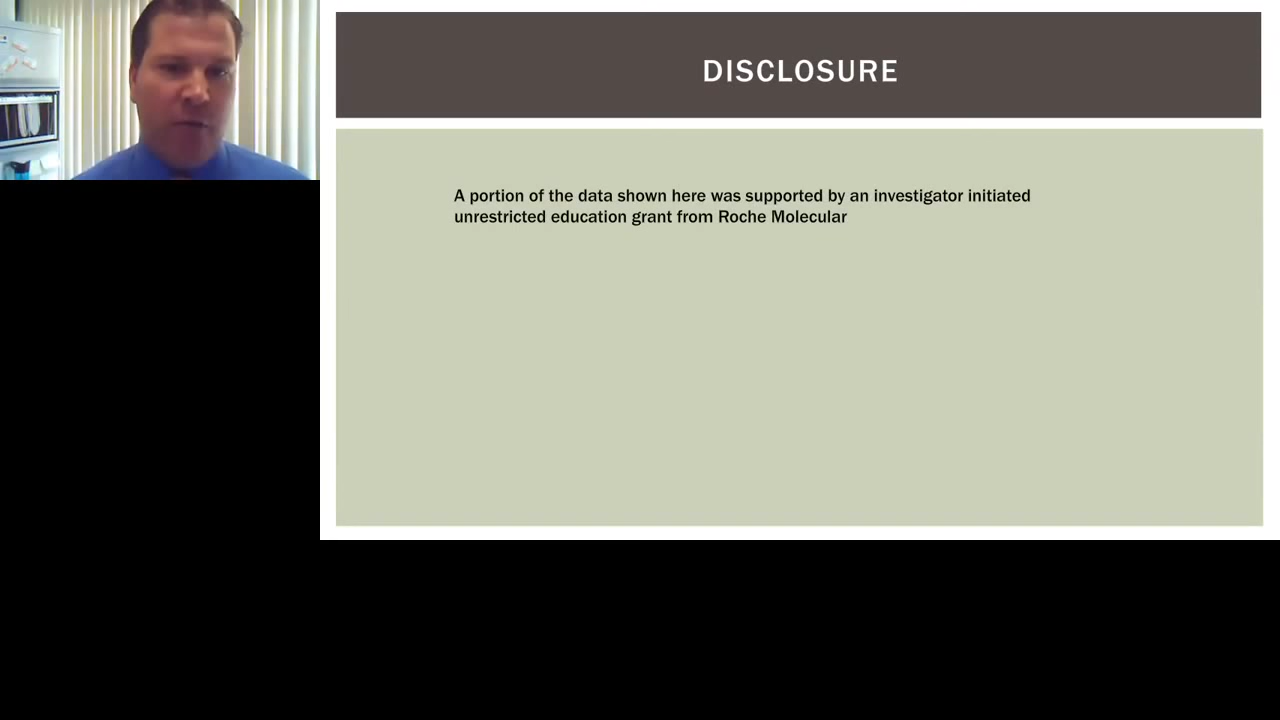 DISCLOSURE
A portion of the data shown here was supported by an investigator initiated
unrestricted education grant from Roche Molecular